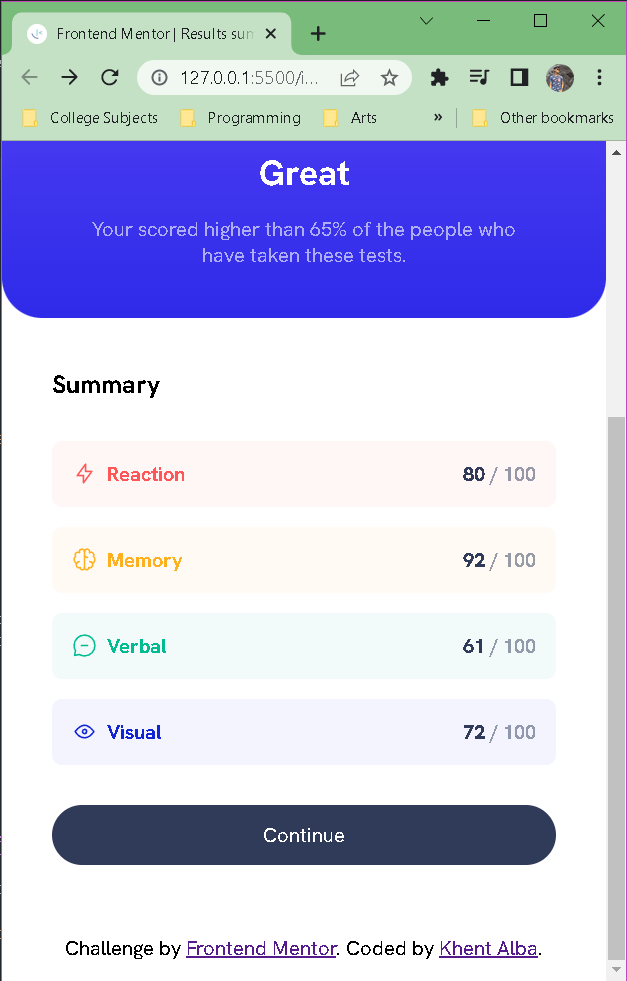 Frontend Mentor | Results sum
127.0.0.1:5500/i...
College Subjects Programming Arts » Other bookmarks
Great
Your scored higher than 65% of the people who
have taken these tests.
Summary
Reaction 80 / 100
Memory 92 / 100
Verbal 61 / 100
Visual 72 / 100
Continue
Challenge by Frontend Mentor. Coded by Khent Alba.